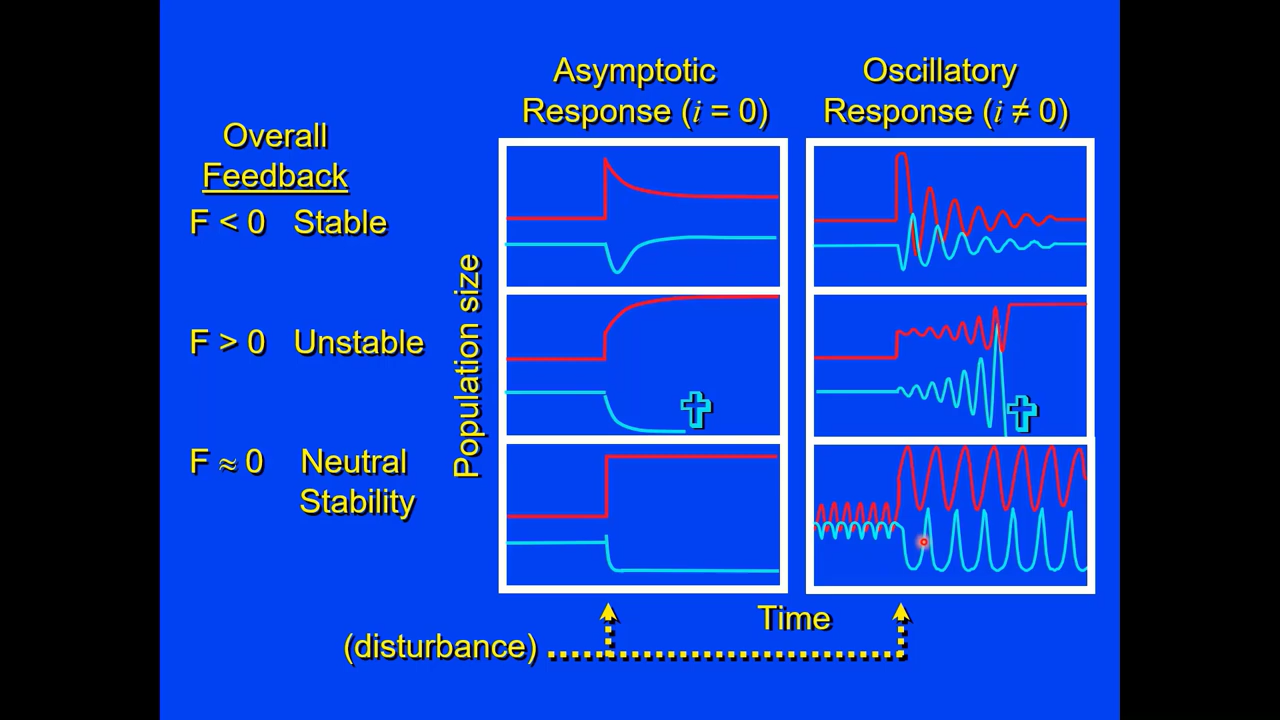 Asymptotic
Response (i = 0)
Oscillatory
Response (i ≠ 0)
Overall
Feedback
F < 0 Stable
F > 0 Unstable
F ≈ 0 Neutral
Stability
Population size
Time
(disturbance)